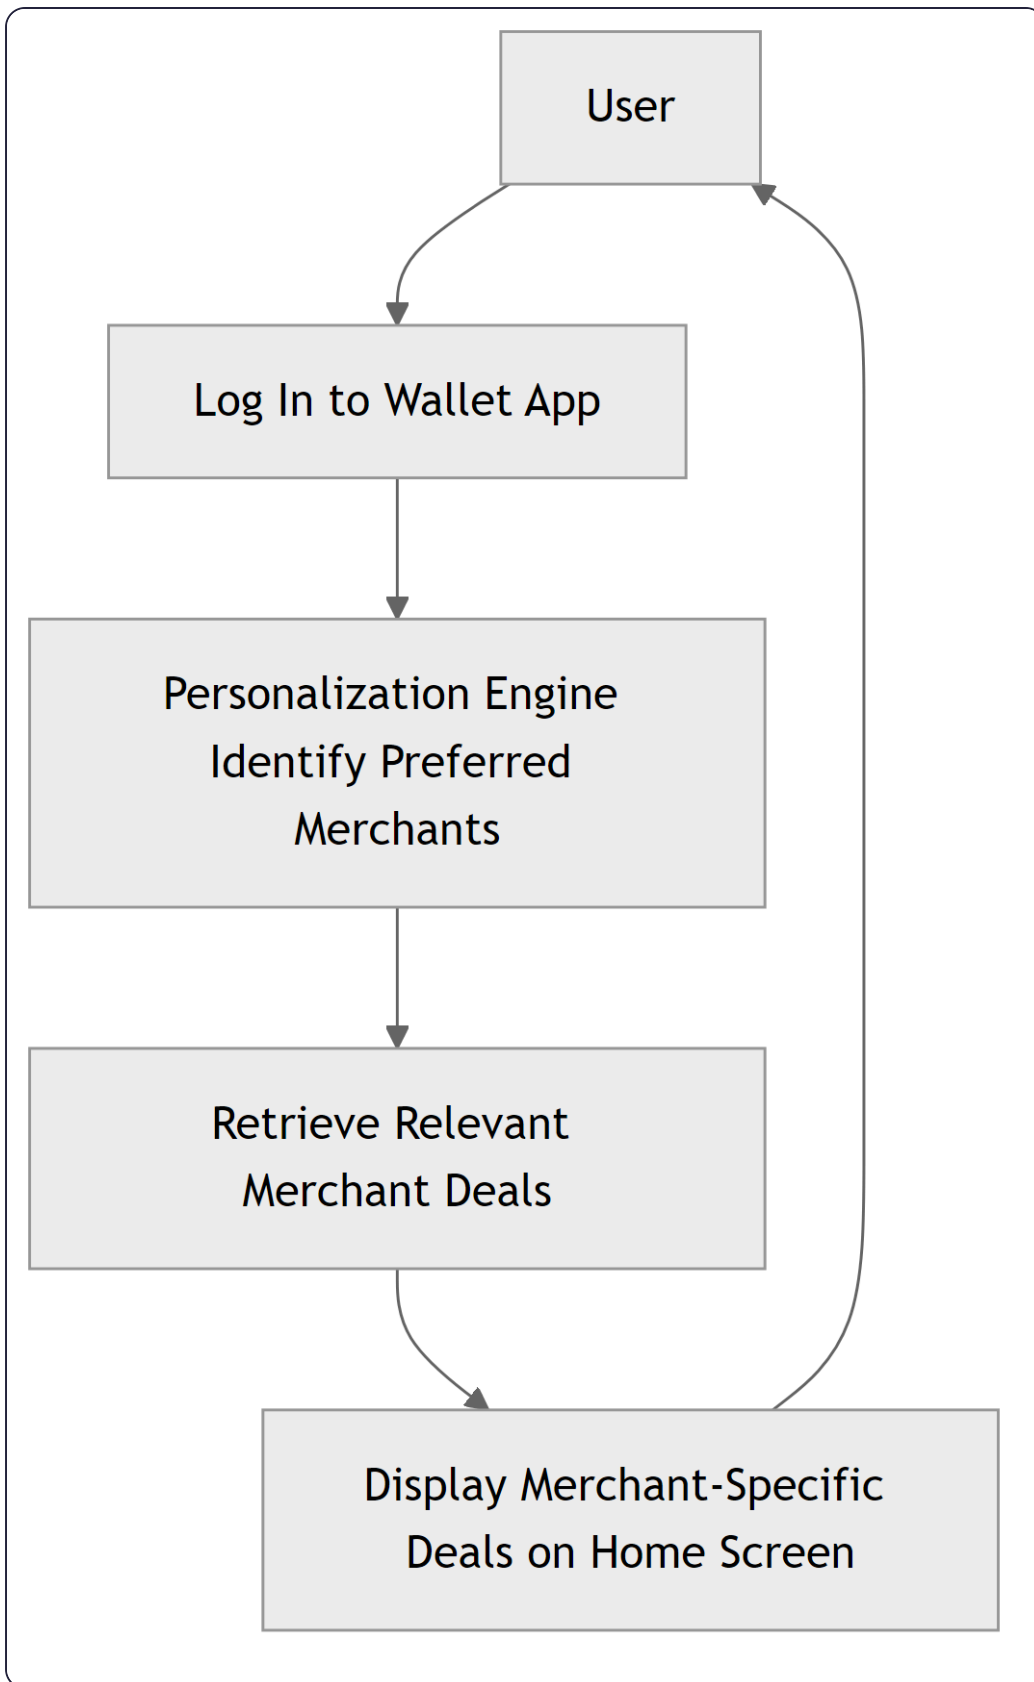 User
Log In to Wallet App
Personalization Engine
Identify Preferred
Merchants
Retrieve Relevant
Merchant Deals
Display Merchant-Specific
Deals on Home Screen